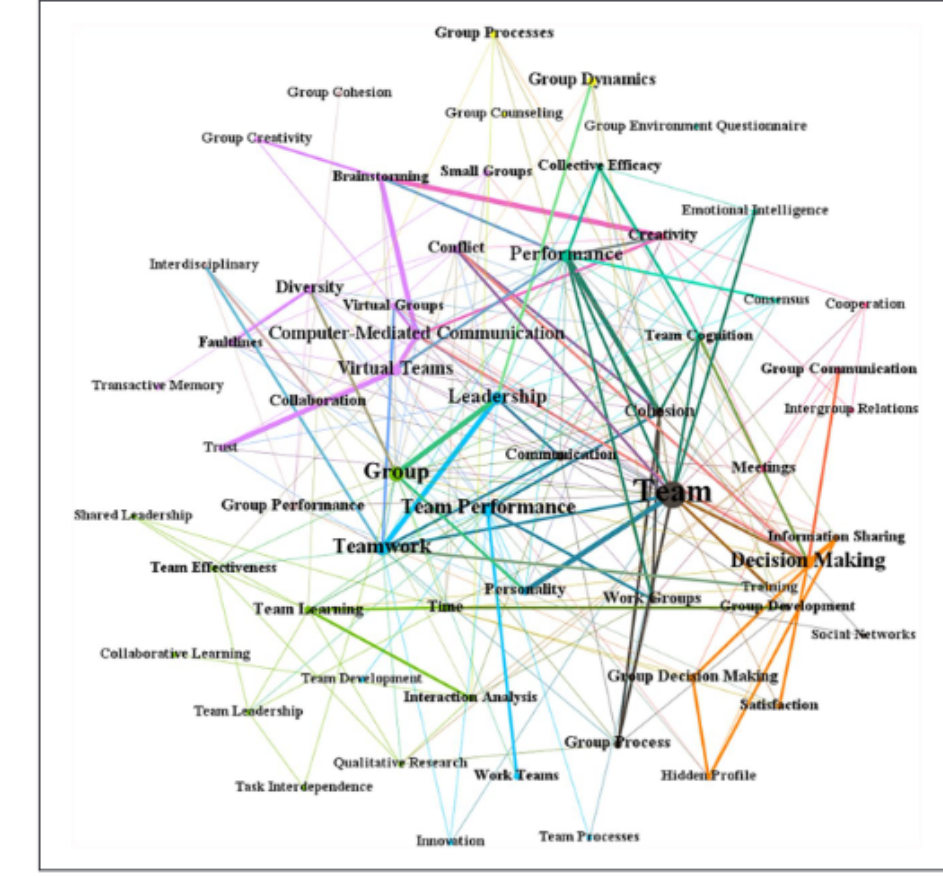 Group Processes
Group Dynamics
Group Cohesion
Group Counseling
Group Environment Questionnaire
Group Creativity
Collective Efficacy
Small Groups
Brainstorming
Emotional Intelligence
Creativity
Conflict
Performance
Interdisciplinary
Diversity
Consensus
Cooperation
Virtual Groups
Computer-Mediated Communication
Team Cognition
Faultlines
Virtual Teams
Group Communication
Transactive Memory
Leadership
Collaboration
Intergroup Relations
Cohesion
Trust
Communication
Meetings
Group
Team
Group Performance
Team Performance
Shared Leadership
Information Sharing
Teamwork
Decision Making
Team Effectiveness
Training
Personality
Work Groups
Team Learning
Time
Group Development
Social Networks
Collaborative Learning
Team Development
Group Decision Making
Interaction Analysis
Satisfaction
Team Leadership
Group Process
Qualitative Research
Work Teams
Hidden Profile
Task Interdependence
Team Processes
Innovation